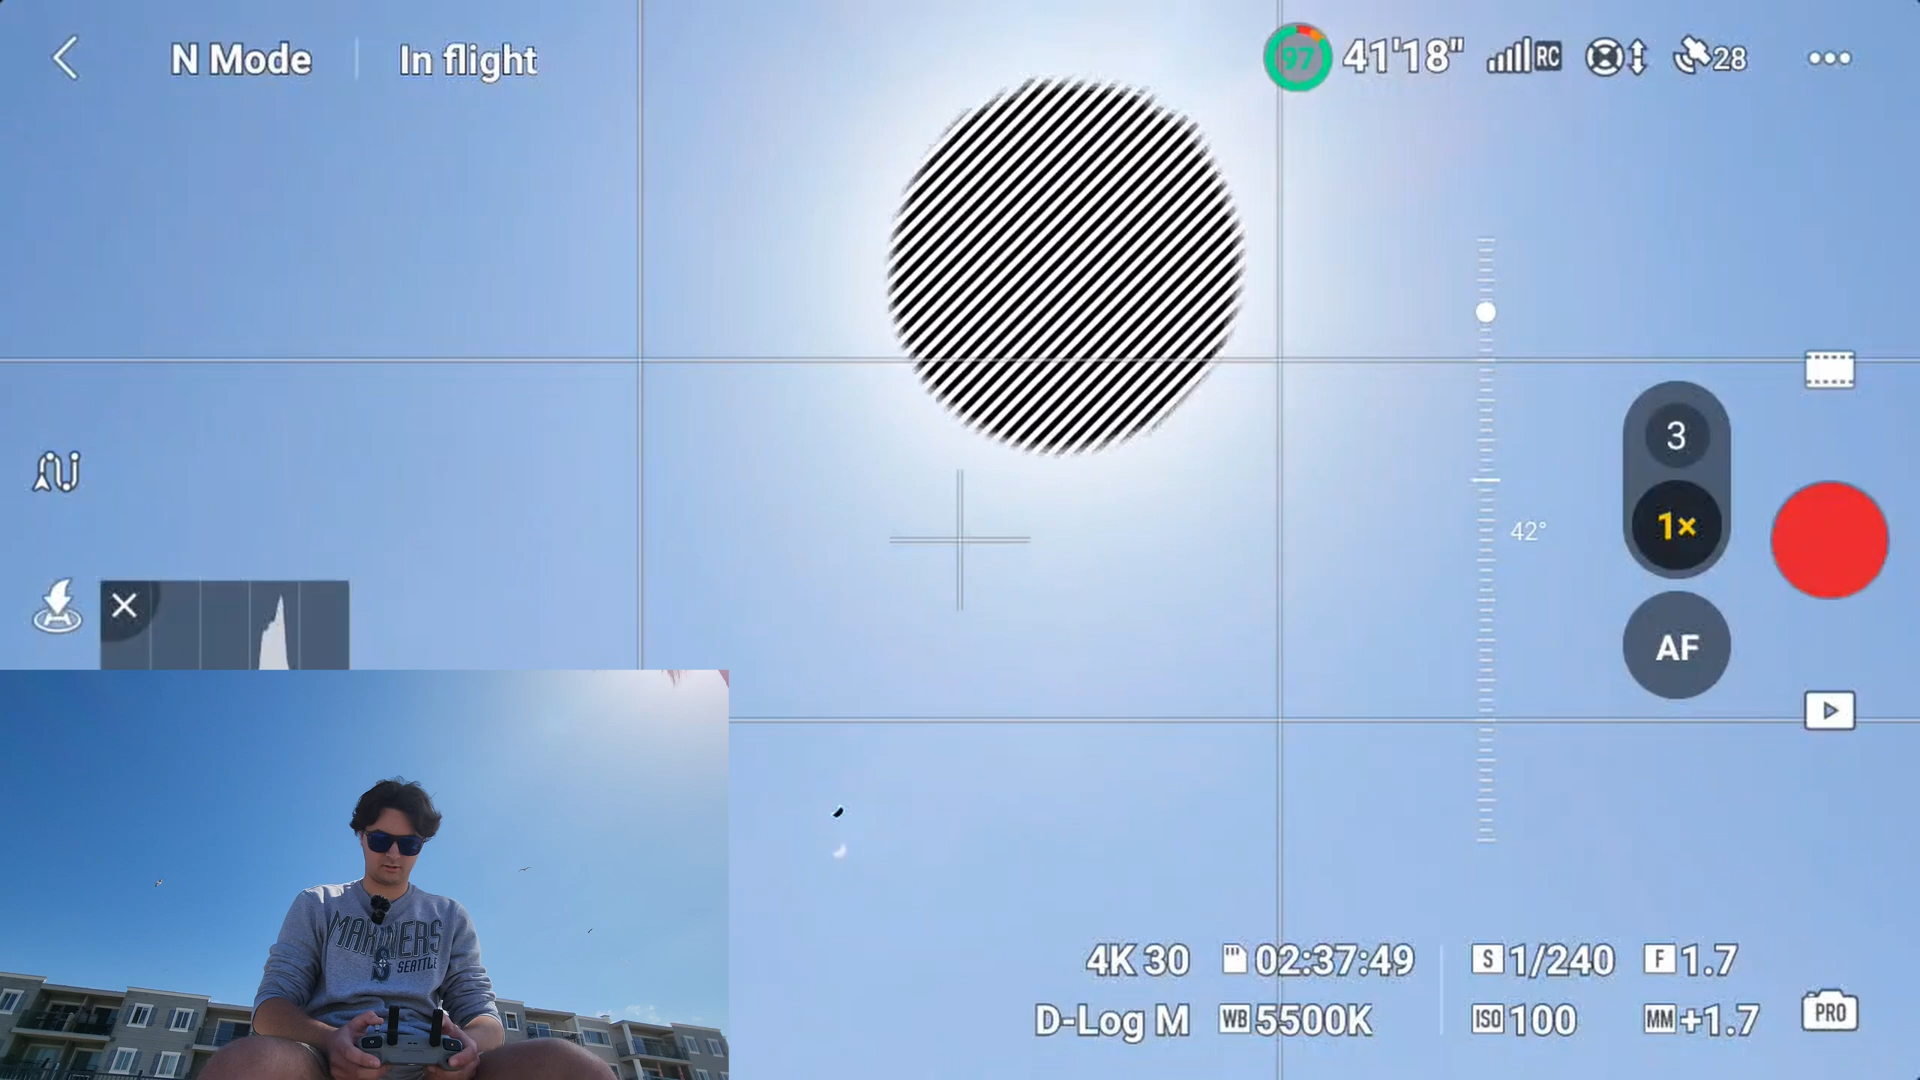 N Mode
In flight
97
41'18"
RC
28
3
1×
42°
AF
MARINERS
S
SEATTLE
4K 30
02:37:49
S 1/240
F 1.7
D-Log M
WB 5500K
ISO 100
MM +1.7
PRO